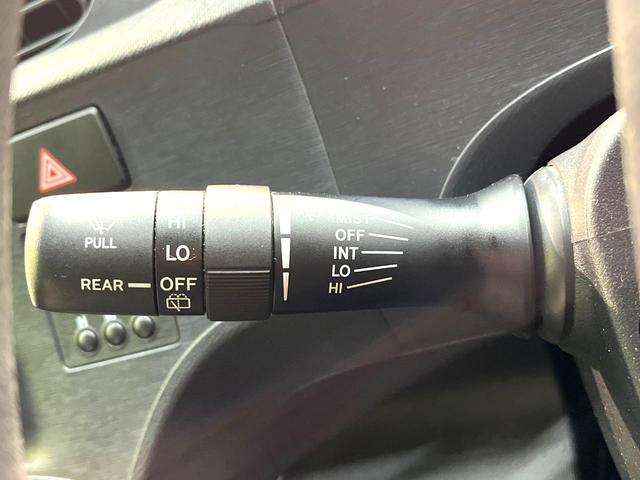 PULL
REAR
HI
LO
OFF
MIST
OFF
INT
LO
HI